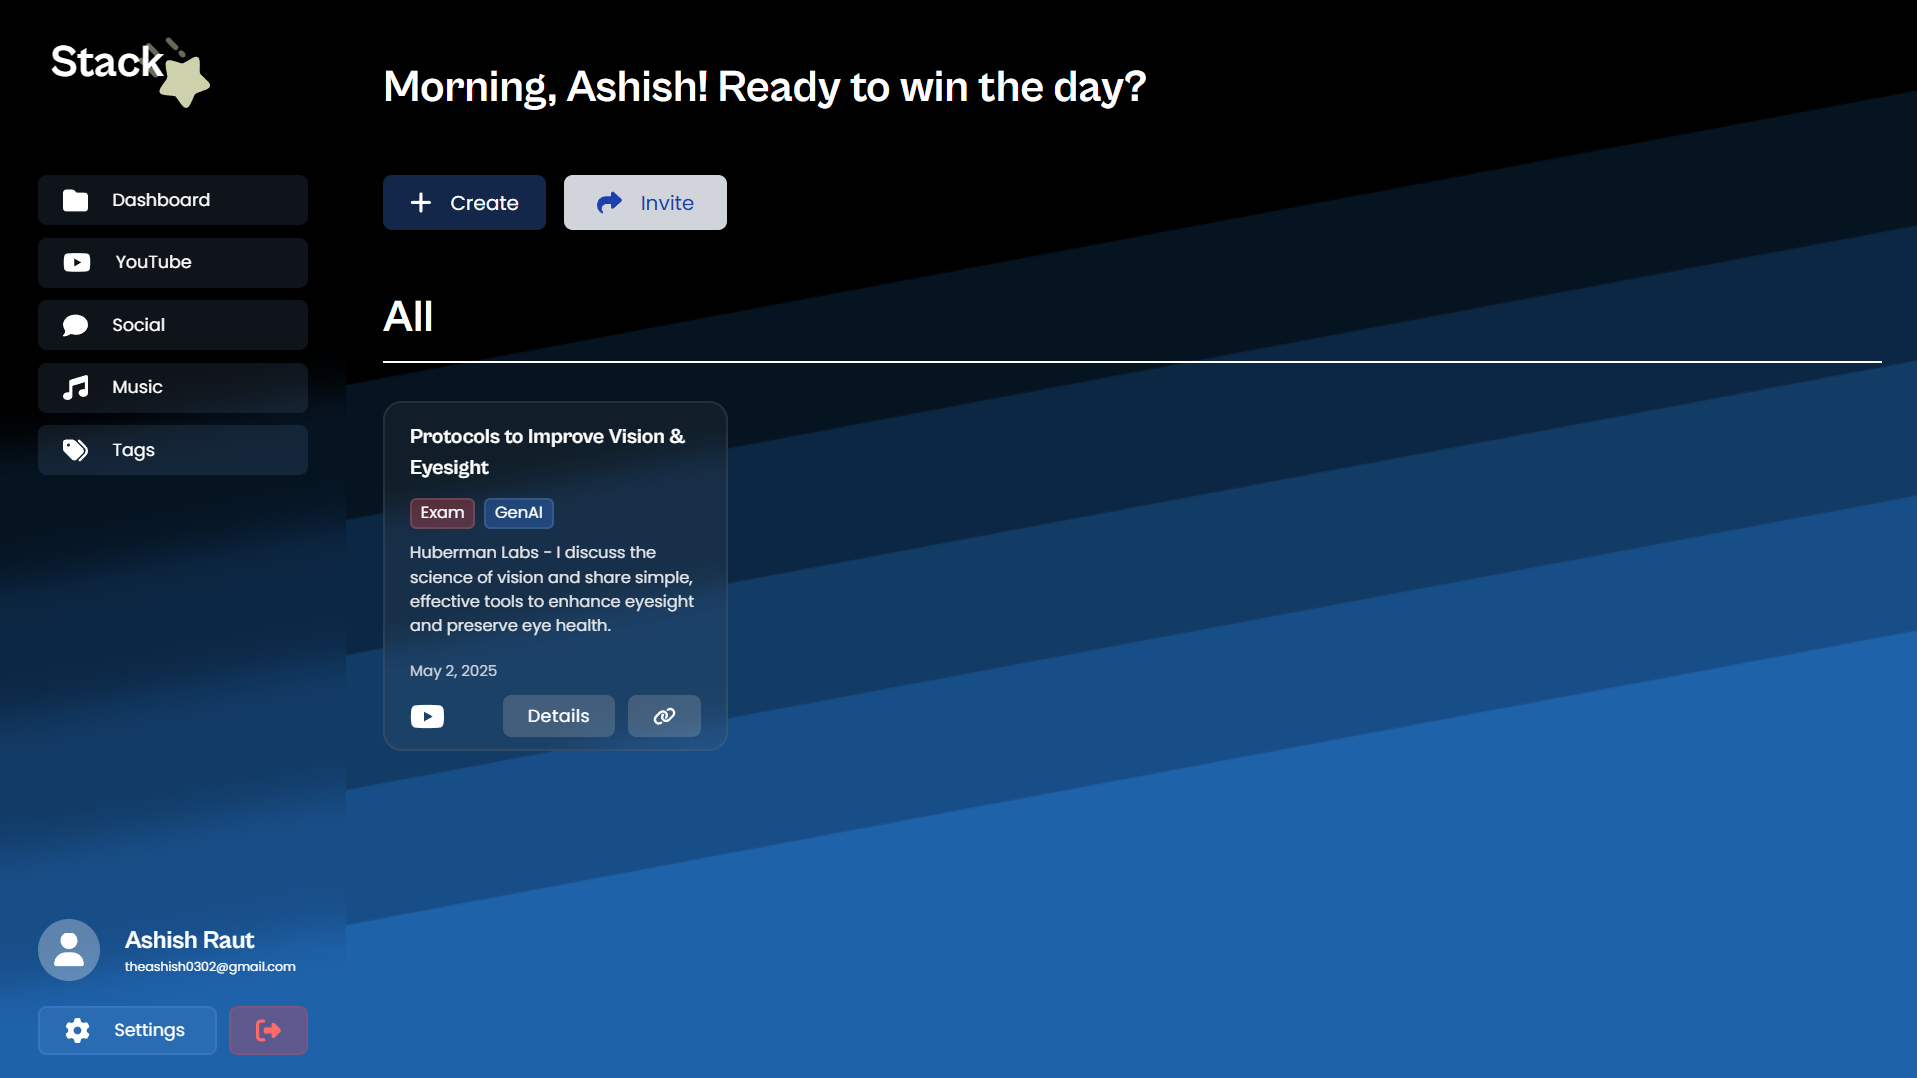 Stack
Morning, Ashish! Ready to win the day?
Dashboard
YouTube
Social
Music
Tags
Create
Invite
All
Protocols to Improve Vision &
Eyesight
Exam
GenAI
Huberman Labs - I discuss the
science of vision and share simple,
effective tools to enhance eyesight
and preserve eye health.
May 2, 2025
Details
Ashish Raut
theashish0302@gmail.com
Settings